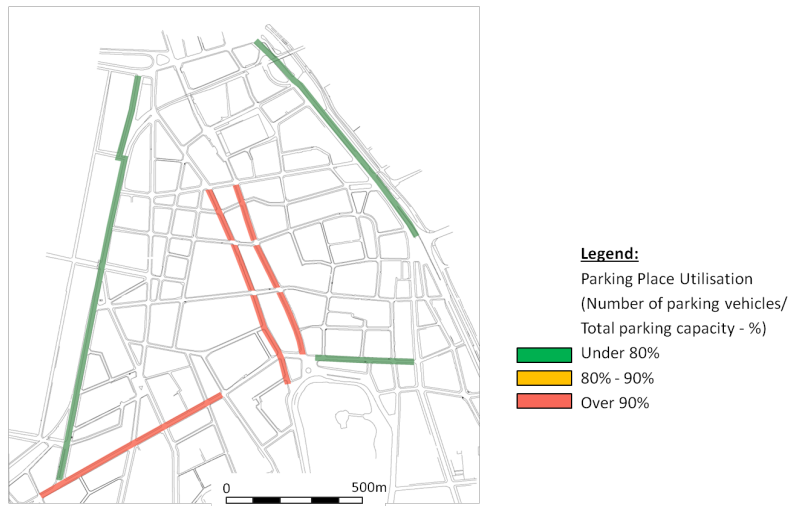 Legend:
Parking Place Utilisation
(Number of parking vehicles/
Total parking capacity - %)
Under 80%
80% - 90%
Over 90%
0 500m